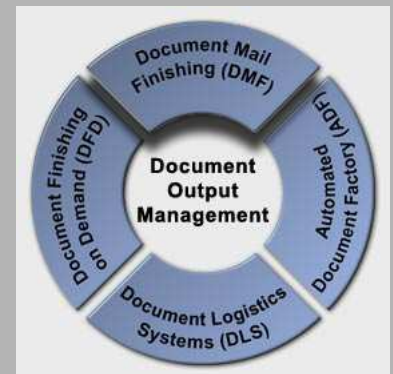 Document Mail
Finishing (DMF)
Automated
Document Factory (ADF)
Document Logistics
Systems (DLS)
Document Finishing
on Demand (DFD)
Document
Output
Management